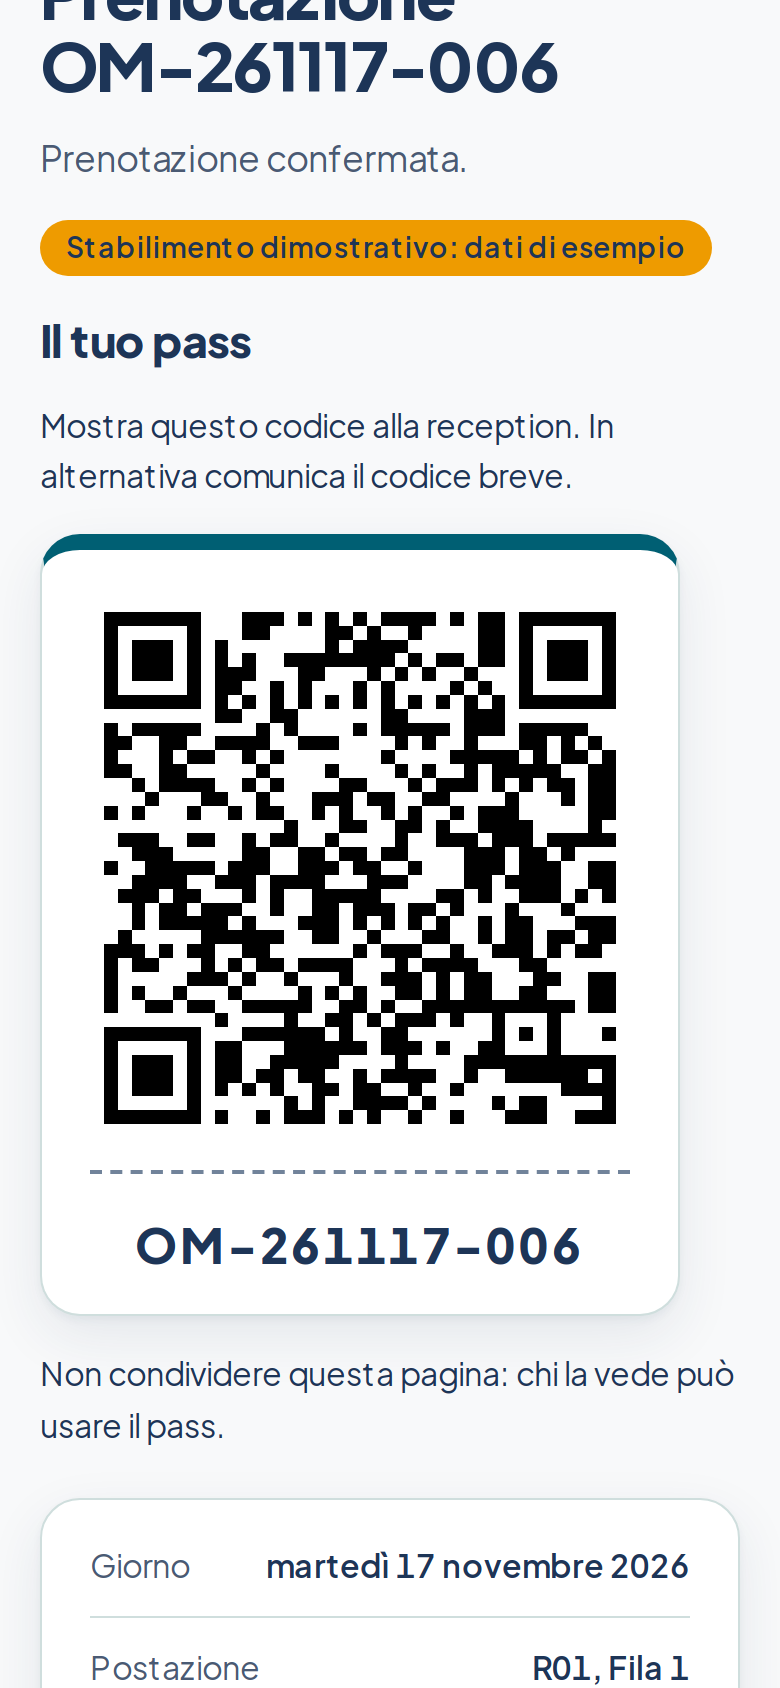 Prenotazione
OM-261117-006
Prenotazione confermata.
Stabilimento dimostrativo: dati di esempio
Il tuo pass
Mostra questo codice alla reception. In
alternativa comunica il codice breve.
OM-261117-006
Non condividere questa pagina: chi la vede può
usare il pass.
Giorno martedì 17 novembre 2026
Postazione R01, Fila 1